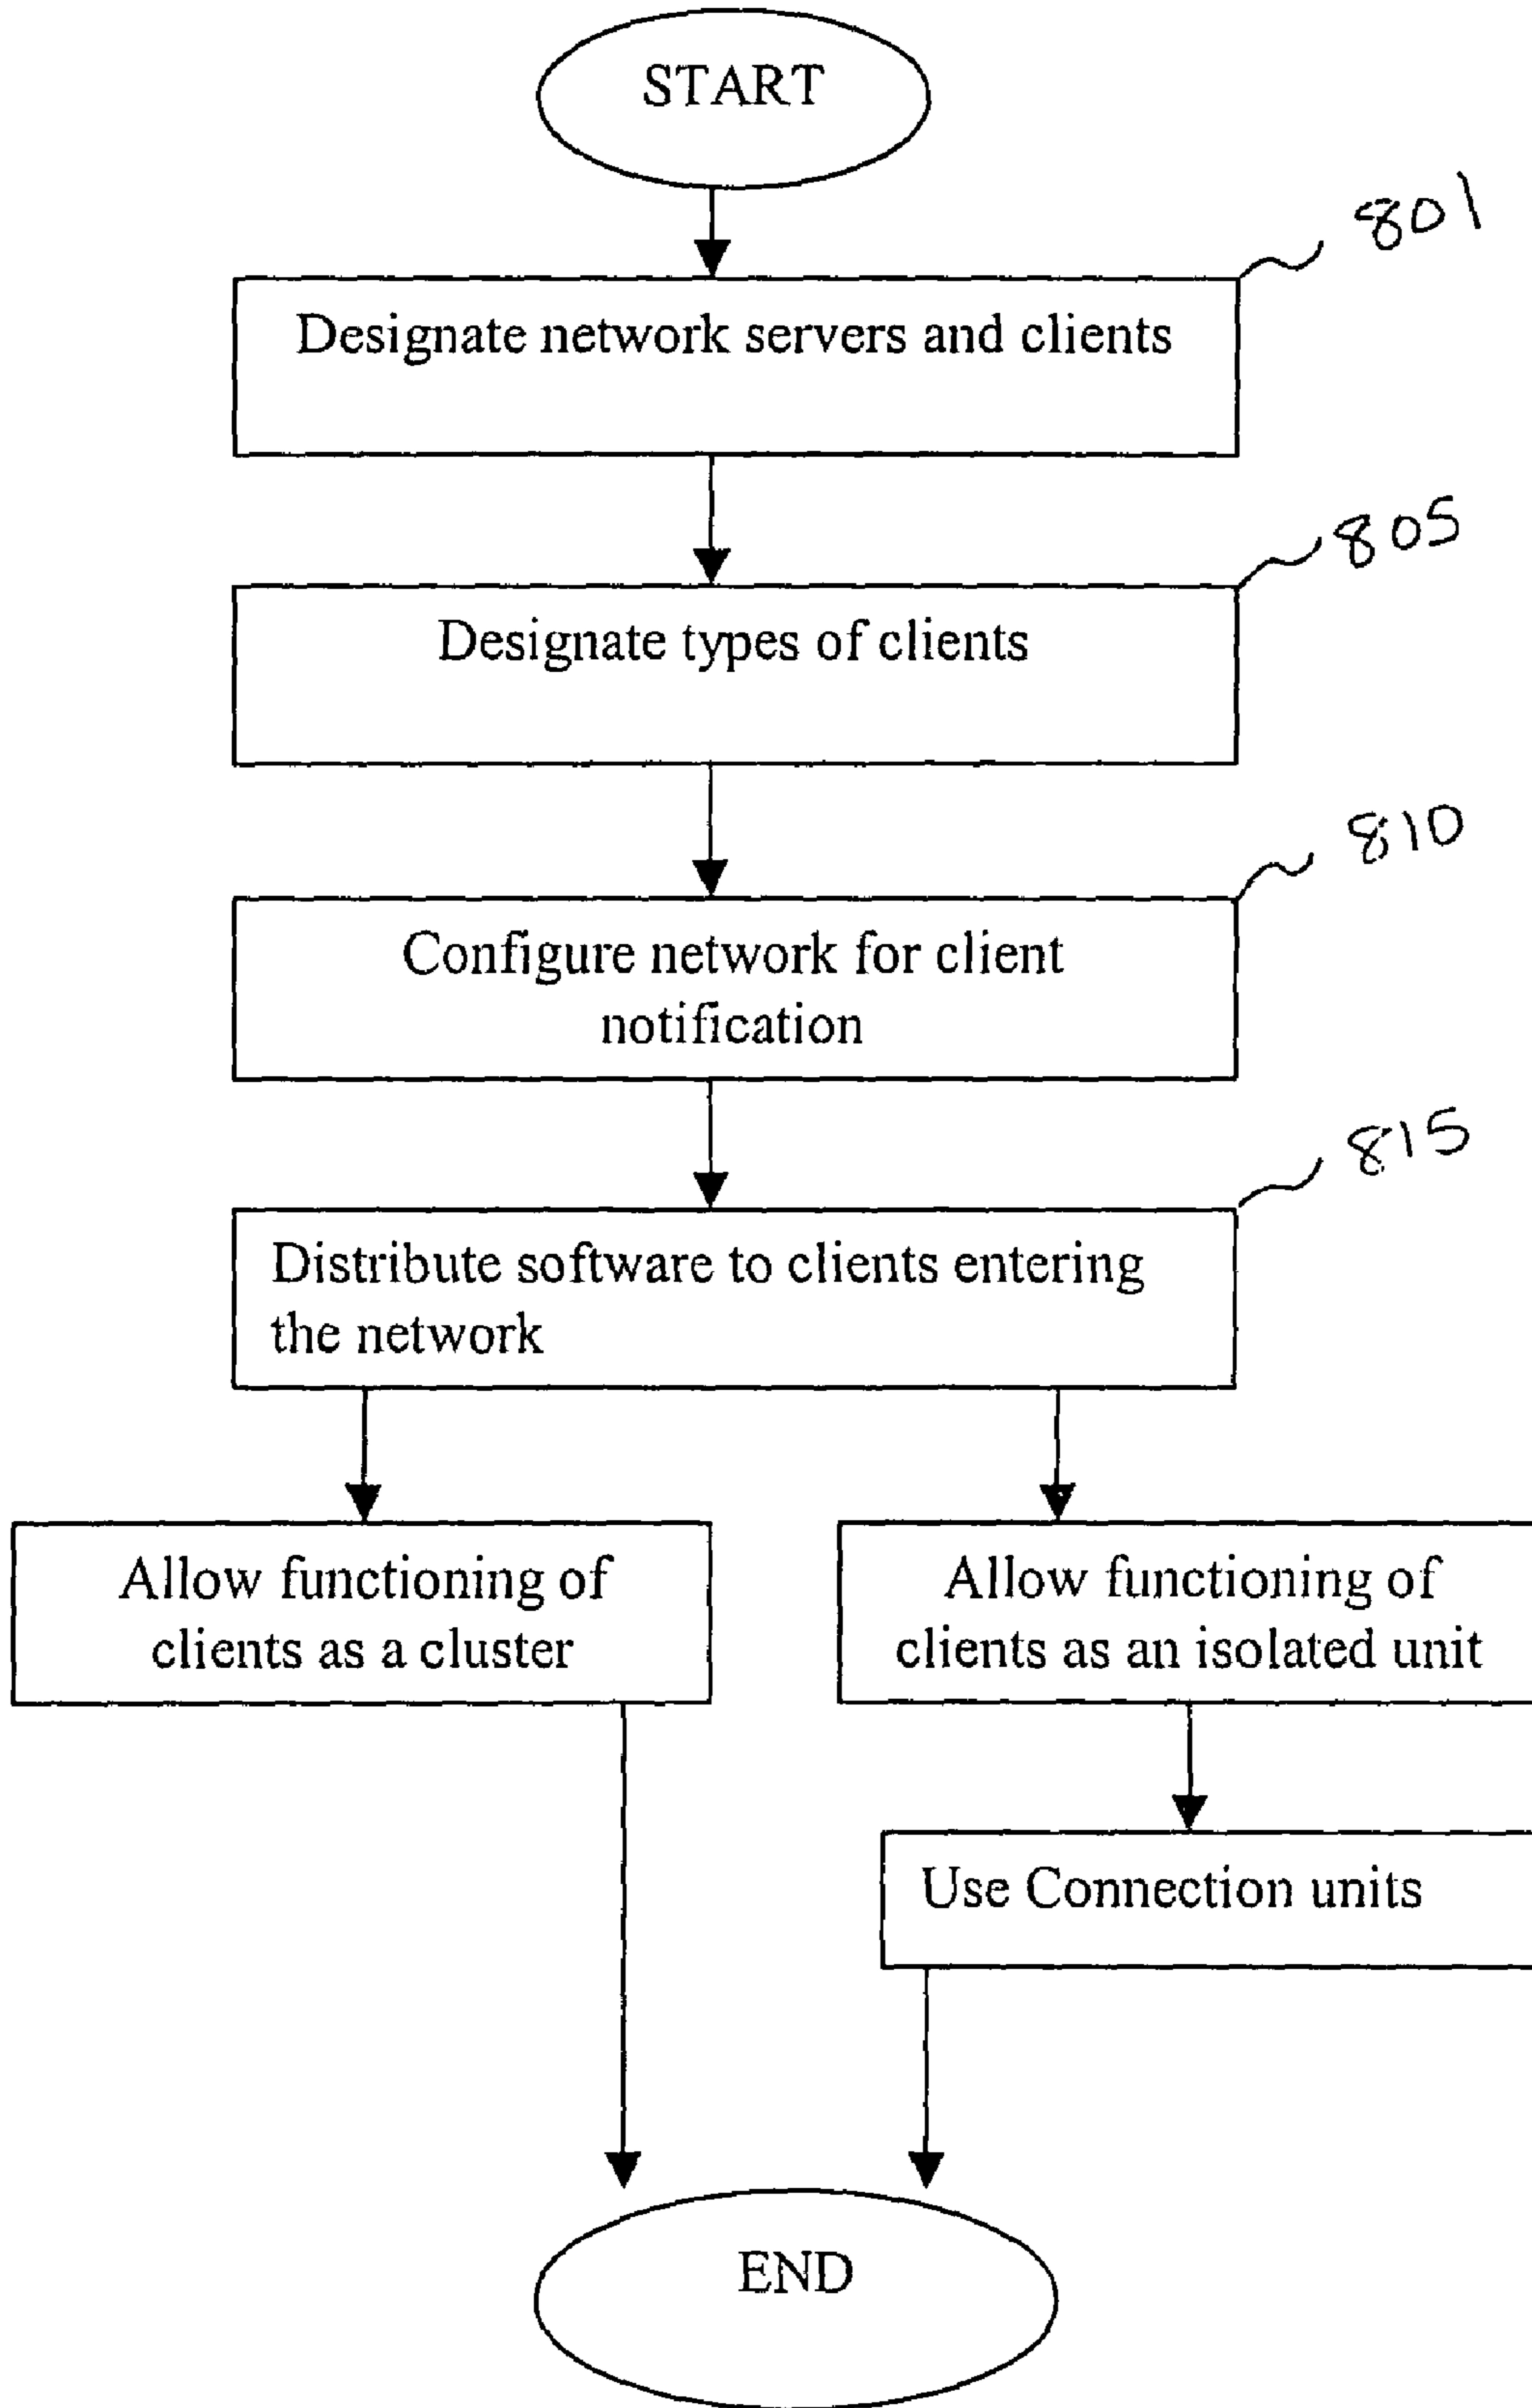 START
801
Designate network servers and clients
805
Designate types of clients
810
Configure network for client
notification
815
Distribute software to clients entering
the network
Allow functioning of
clients as a cluster
Allow functioning of
clients as an isolated unit
Use Connection units
END